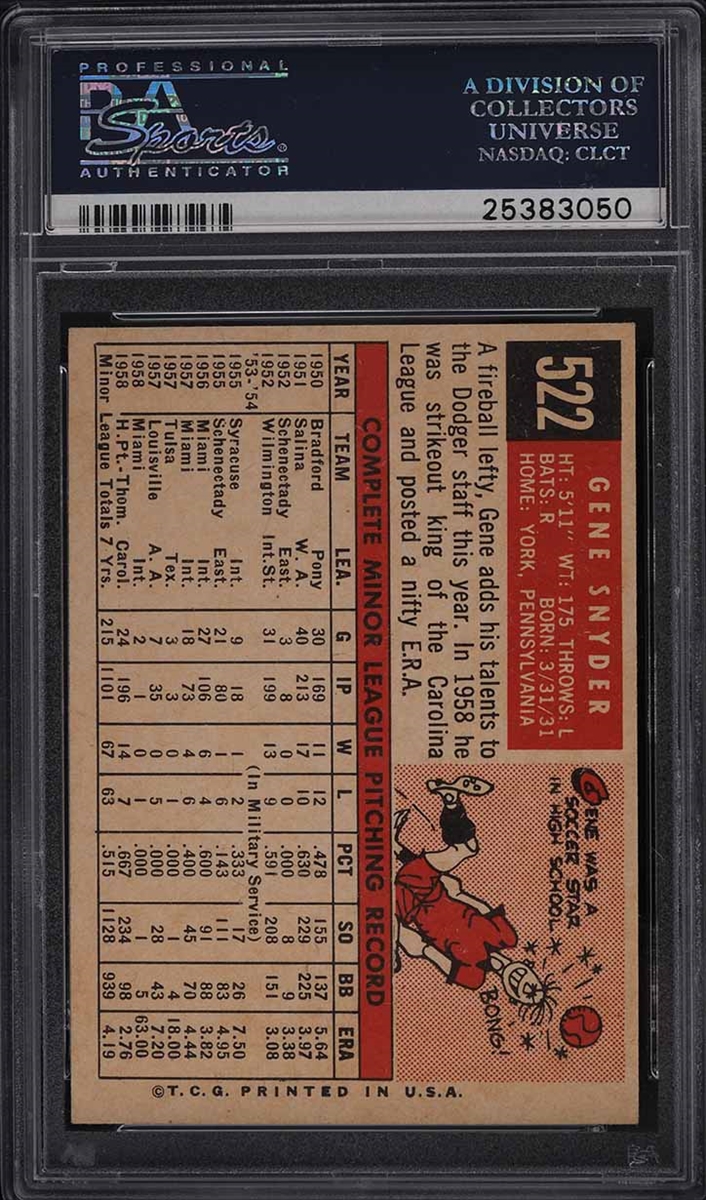 PROFESSIONAL
PSA
Sports®
AUTHENTICATOR
A DIVISION OF
COLLECTORS
UNIVERSE
NASDAQ: CLCT
25383050
522
GENE SNYDER
HT: 5'11" WT: 175 THROWS: L
BATS: R BORN: 3/31/31
HOME: YORK, PENNSYLVANIA
A fireball lefty, Gene adds his talents to
the Dodger staff this year. In 1958 he
was strikeout king of the Carolina
League and posted a nifty E.R.A.
GENE WAS A
SOCCER STAR
IN HIGH SCHOOL
BONG!
COMPLETE MINOR LEAGUE PITCHING RECORD
YEAR TEAM LEA. G IP W L PCT SO BB ERA
1950 Bradford Pony 30 169 11 12 .478 155 137 5.64
1951 Salina W. A. 40 213 17 10 .630 229 225 3.97
1952 Schenectady East. 3 8 0 0 .000 8 9 3.38
1952 Wilmington Int.St. 31 199 13 9 .591 208 151 3.08
'53-'54 (In Military Service)
1955 Syracuse Int. 9 18 1 2 .333 17 26 7.50
1955 Schenectady East. 21 80 1 6 .143 111 83 4.95
1956 Miami Int. 27 106 6 4 .600 91 88 3.82
1957 Miami Int. 18 73 4 6 .400 45 70 4.44
1957 Tulsa Tex. 3 3 0 1 .000 1 4 18.00
1957 Louisville A. A. 7 35 0 5 .000 28 43 7.20
1958 Miami Int. 2 1 0 1 .000 1 5 63.00
1958 H.Pt-Thom. Carol. 24 196 14 7 .667 234 98 2.76
Minor League Totals 7 Yrs. 215 1101 67 63 .515 1128 939 4.19
©T.C.G. PRINTED IN U.S.A.